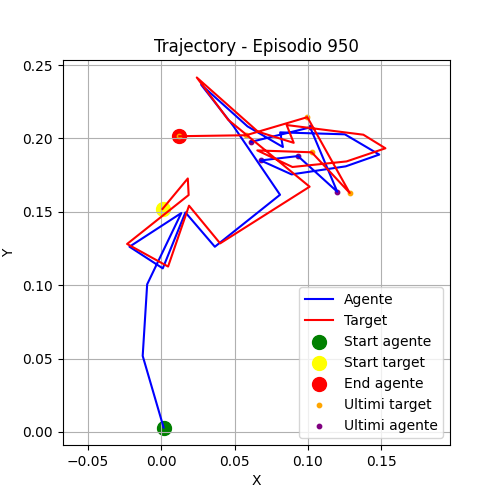 Trajectory - Episodio 950
0.25
0.20
0.15
0.10
0.05
0.00
Y
−0.05
0.00
0.05
0.10
0.15
X
Agente
Target
Start agente
Start target
End agente
Ultimi target
Ultimi agente